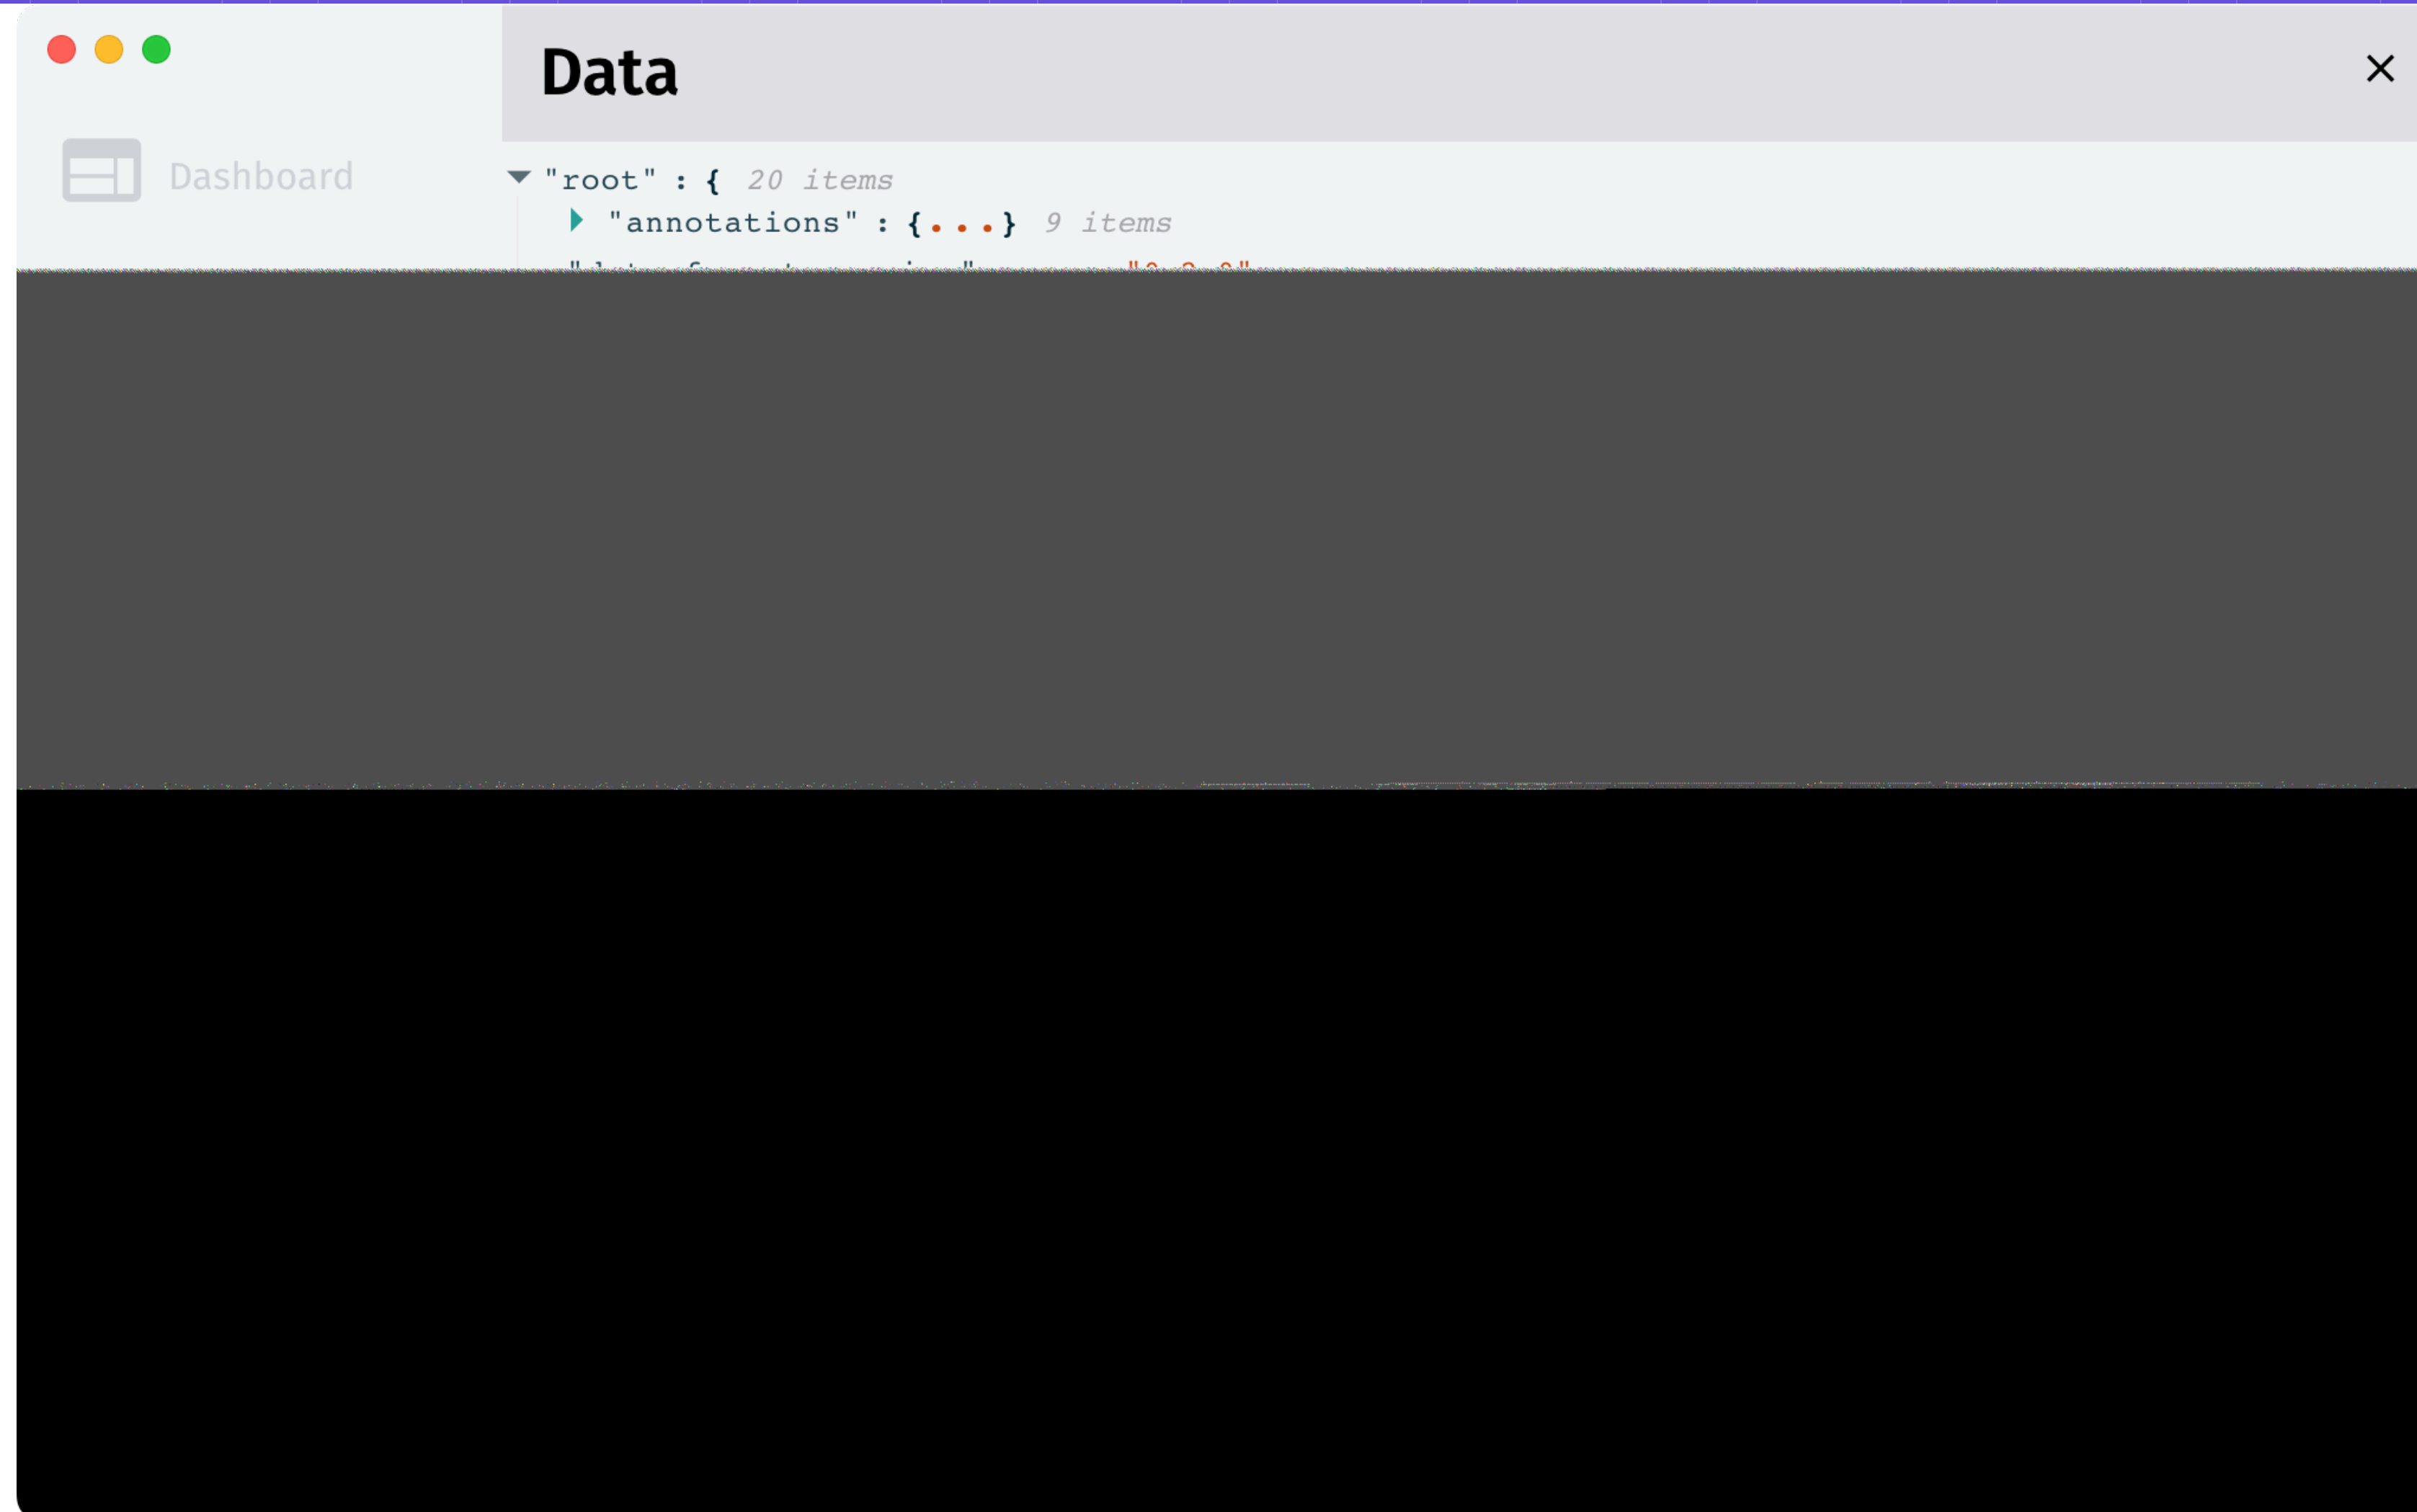 Data
Dashboard
"root" : { 20 items
"annotations" : {...} 9 items